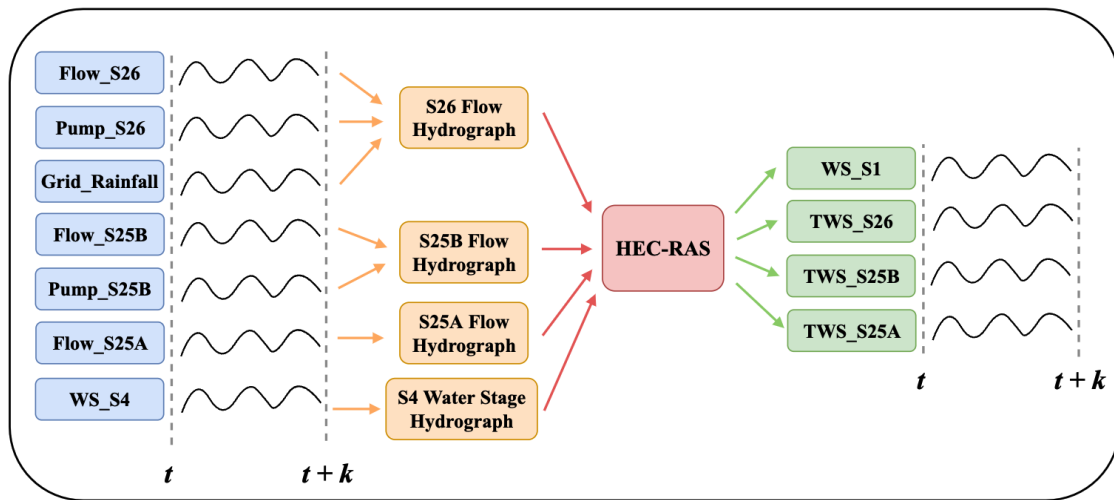 Flow_S26
Pump_S26
Grid_Rainfall
Flow_S25B
Pump_S25B
Flow_S25A
WS_S4
t
t + k
S26 Flow
Hydrograph
S25B Flow
Hydrograph
S25A Flow
Hydrograph
S4 Water Stage
Hydrograph
HEC-RAS
WS_S1
TWS_S26
TWS_S25B
TWS_S25A
t
t + k